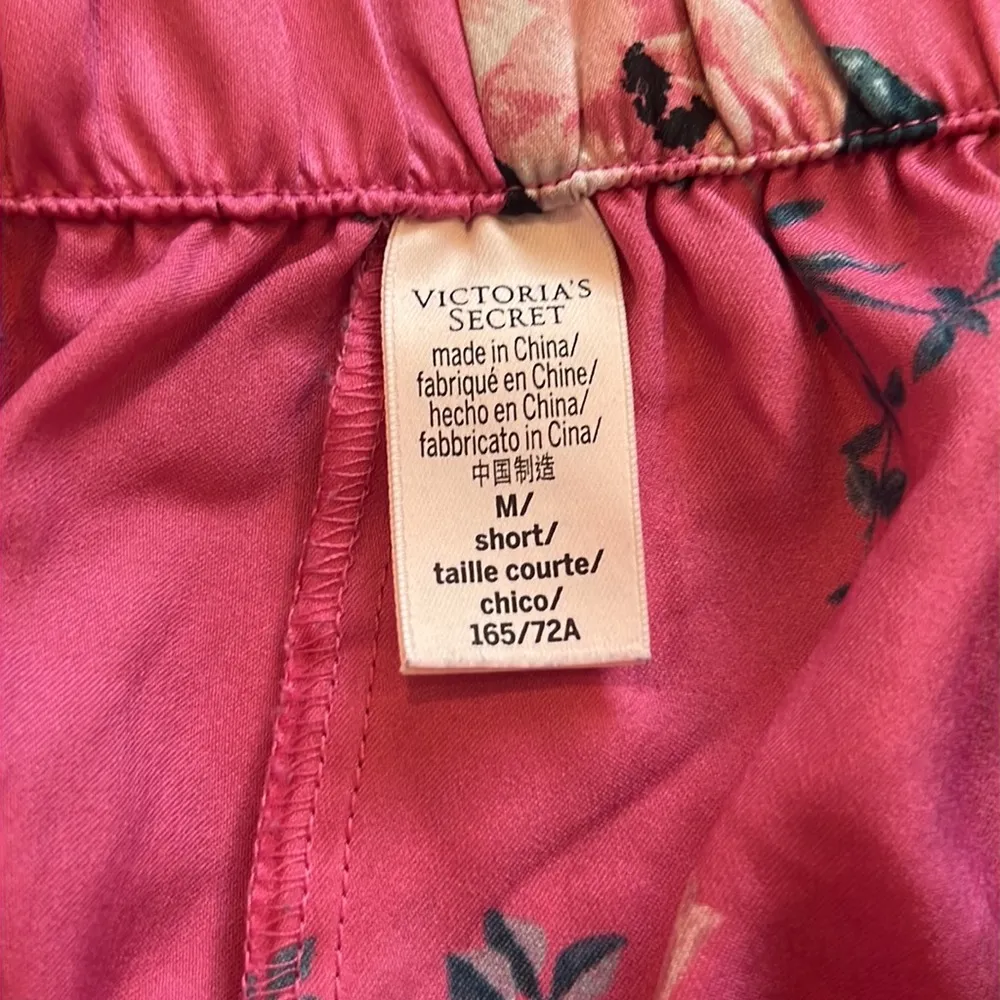 VICTORIA'S
SECRET
made in China/
fabriqué en Chine/
hecho en China/
fabbricato in Cina/
中国制造
M/
short/
taille courte/
chico/
165/72A